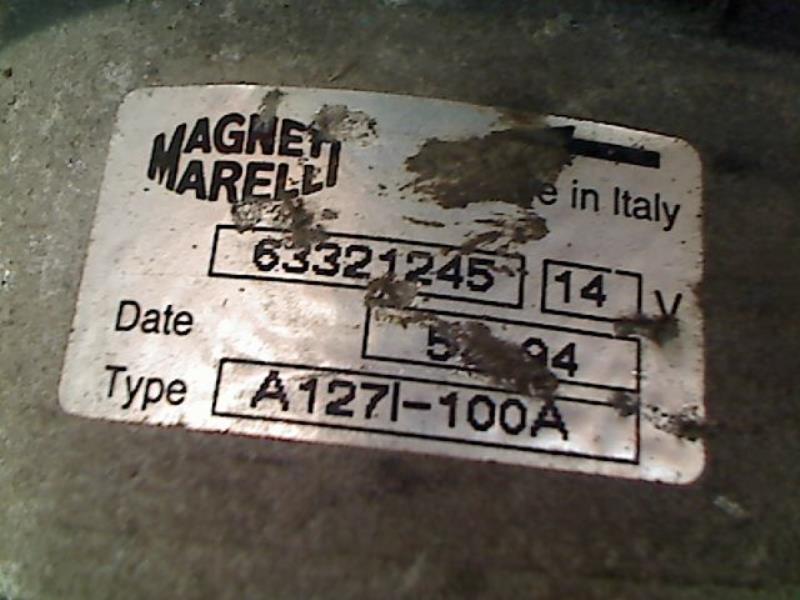 MAGNETI
MARELLI
in Italy
63321245
14 V
Date
Type A127I-100A